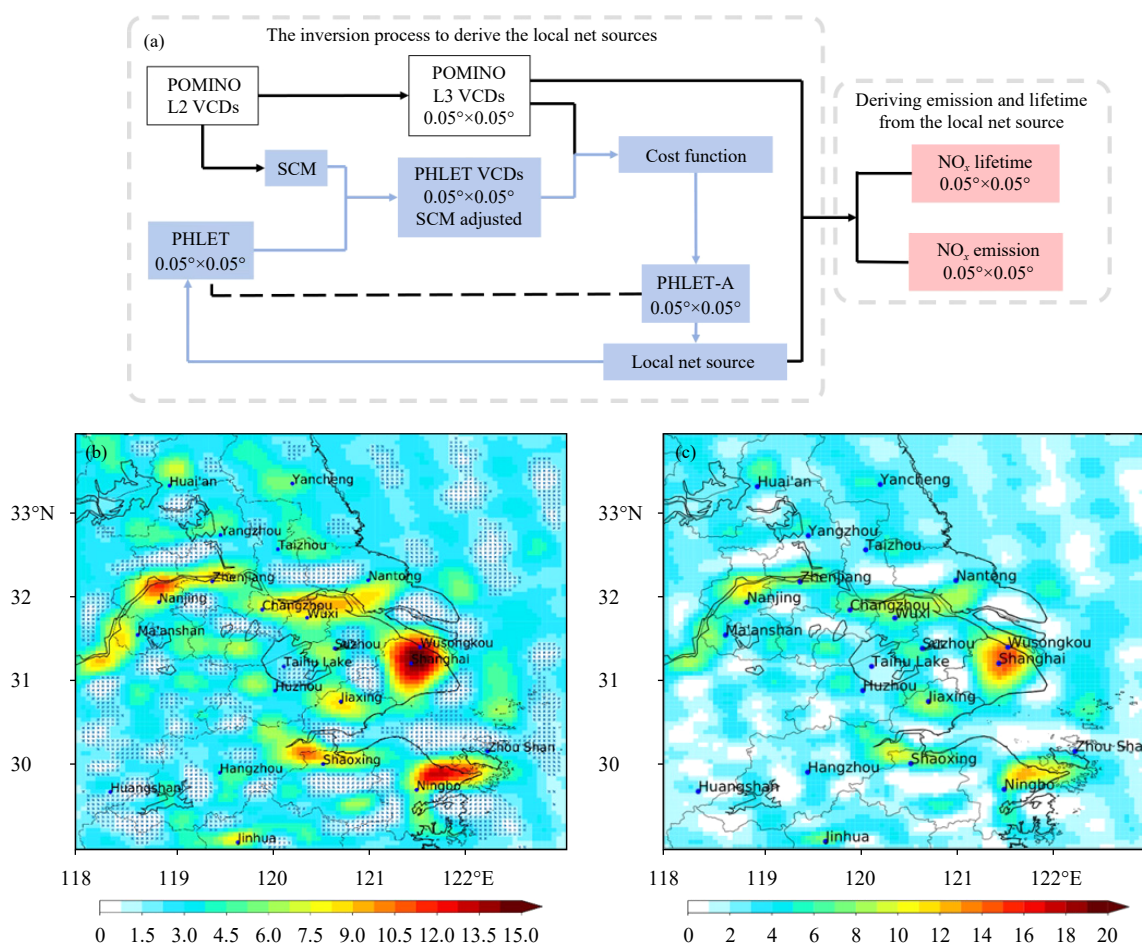 (a)
The inversion process to derive the local net sources
POMINO
L2 VCDs
POMINO
L3 VCDs
0.05°×0.05°
SCM
PHLET VCDs
0.05°×0.05°
SCM adjusted
Cost function
PHLET
0.05°×0.05°
PHLET-A
0.05°×0.05°
Local net source
Deriving emission and lifetime
from the local net source
NOx lifetime
0.05°×0.05°
NOx emission
0.05°×0.05°
(b)
Huai'an
Yancheng
Yangzhou
Taizhou
Zhenjiang
Nantong
Nanjing
Changzhou
Wuxi
Ma'anshan
Suzhou
Wusongkou
Taihu Lake
Shanghai
Huzhou
Jiaxing
Zhou Shan
Shaoxing
Hangzhou
Ningbo
Huangshan
Jinhua
33°N
32
31
30
118
119
120
121
122°E
0
1.5
3.0
4.5
6.0
7.5
9.0
10.5
12.0
13.5
15.0
(c)
Huai'an
Yancheng
Yangzhou
Taizhou
Zhenjiang
Nantong
Nanjing
Changzhou
Wuxi
Ma'anshan
Suzhou
Wusongkou
Taihu Lake
Shanghai
Huzhou
Jiaxing
Zhou Shan
Shaoxing
Hangzhou
Ningbo
Huangshan
Jinhua
33°N
32
31
30
118
119
120
121
122°E
0
2
4
6
8
10
12
14
16
18
20